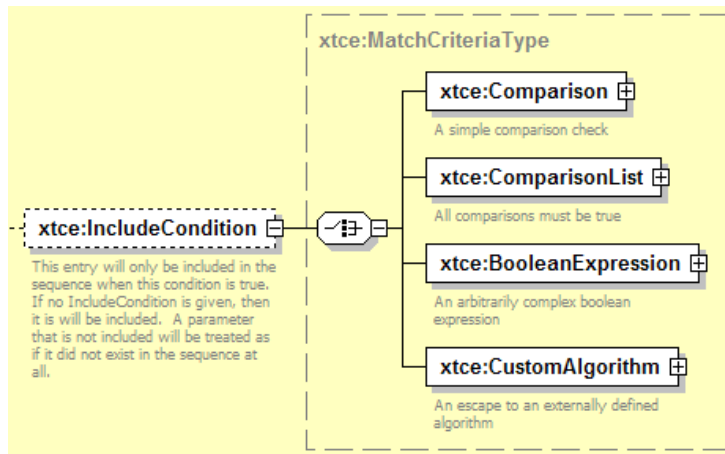 xtce:MatchCriteriaType
xtce:Comparison
A simple comparison check
xtce:ComparisonList
All comparisons must be true
xtce:IncludeCondition
This entry will only be included in the
sequence when this condition is true.
If no IncludeCondition is given, then
it is will be included.  A parameter
that is not included will be treated as
if it did not exist in the sequence at
all.
xtce:BooleanExpression
An arbitrarily complex boolean
expression
xtce:CustomAlgorithm
An escape to an externally defined
algorithm